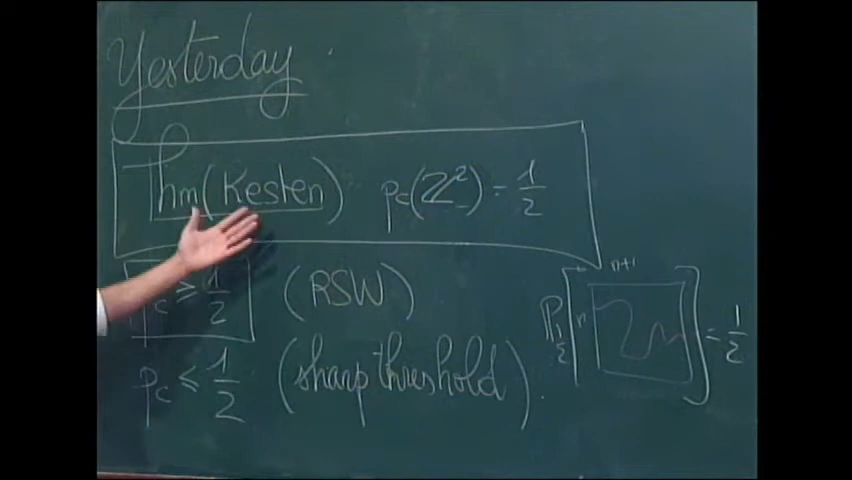 Yesterday
Thm (Kesten) pc(ℤ²) = 1/2
pc ≥ 1/2 (RSW)
pc ≤ 1/2 (sharp threshold).
P1/2 [ n n+1 ] = 1/2